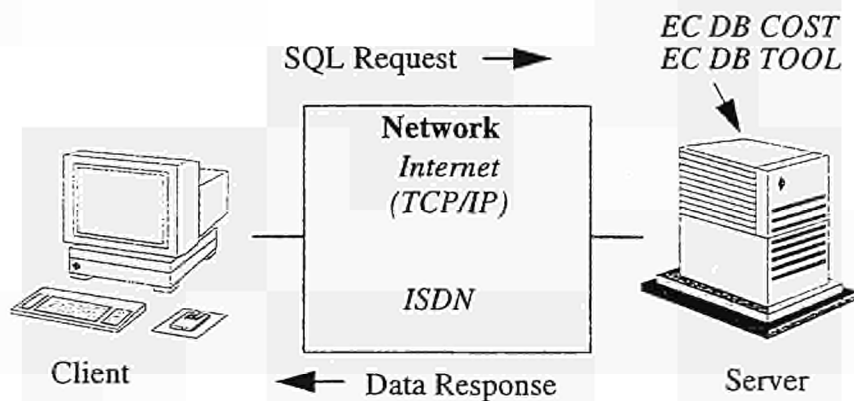 EC DB COST
EC DB TOOL
SQL Request
Network
Internet
(TCP/IP)
ISDN
Client
Data Response
Server